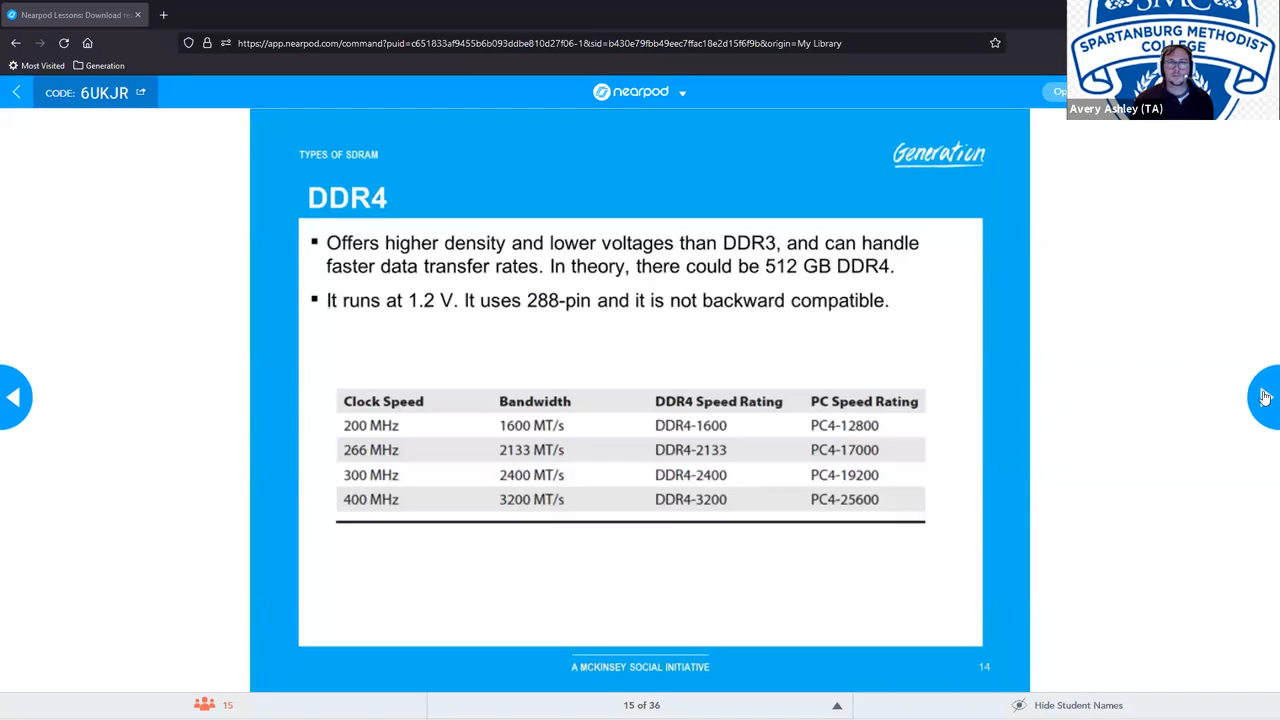 Nearpod Lessons: Download re
https://app.nearpod.com/command?puid=c651833af9455b6b093ddbe810d27f06-1&sid=b430e79fbb49eec7ffac18e2d15f6f9b&origin=My Library
Most Visited
Generation
CODE: 6UKJR
nearpod
Op
SMC
SPARTANBURG METHODIST
COLLEGE
Avery Ashley (TA)
TYPES OF SDRAM
Generation
DDR4
▪ Offers higher density and lower voltages than DDR3, and can handle
faster data transfer rates. In theory, there could be 512 GB DDR4.
▪ It runs at 1.2 V. It uses 288-pin and it is not backward compatible.
Clock Speed Bandwidth DDR4 Speed Rating PC Speed Rating
200 MHz 1600 MT/s DDR4-1600 PC4-12800
266 MHz 2133 MT/s DDR4-2133 PC4-17000
300 MHz 2400 MT/s DDR4-2400 PC4-19200
400 MHz 3200 MT/s DDR4-3200 PC4-25600
A MCKINSEY SOCIAL INITIATIVE
14
15
15 of 36
Hide Student Names